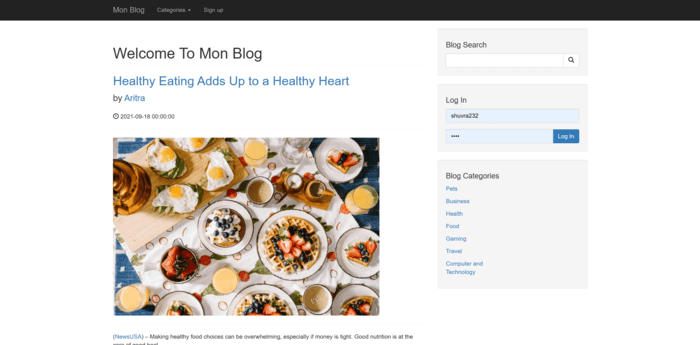 Mon Blog Categories Sign up
Welcome To Mon Blog
Healthy Eating Adds Up to a Healthy Heart
by Aritra
2021-09-18 00:00:00
(NewsUSA) – Making healthy food choices can be overwhelming, especially if money is tight. Good nutrition is at the
Blog Search
Log In
shuvra232
••••
Log In
Blog Categories
Pets
Business
Health
Food
Gaming
Travel
Computer and
Technology